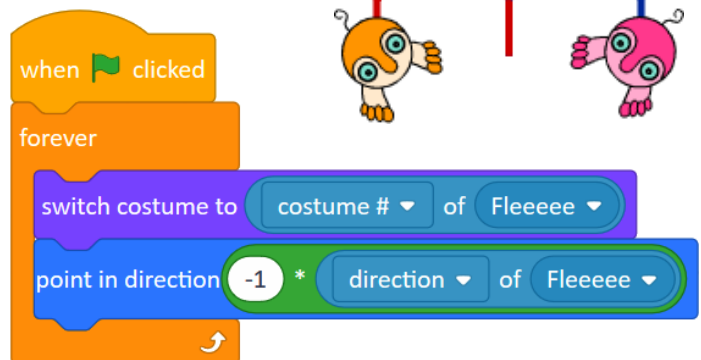 when clicked
forever
switch costume to costume # of Fleeeee
point in direction -1 * direction of Fleeeee